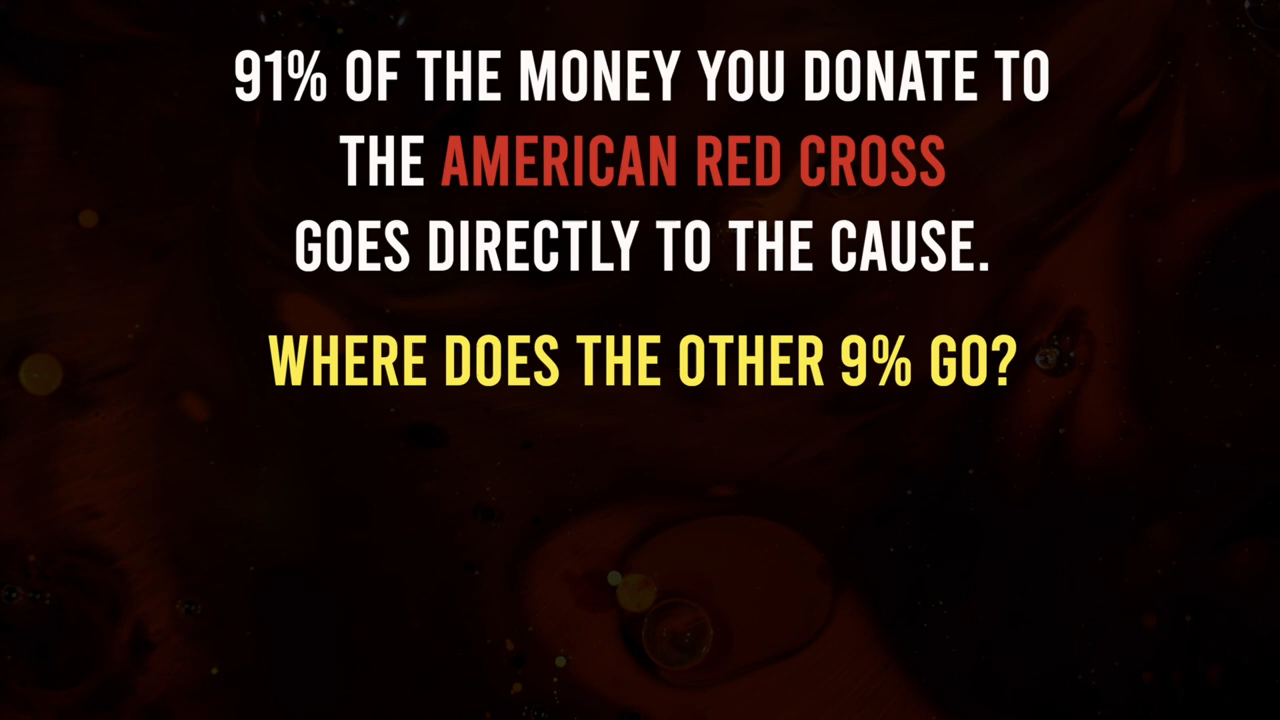 91% OF THE MONEY YOU DONATE TO
THE AMERICAN RED CROSS
GOES DIRECTLY TO THE CAUSE.
WHERE DOES THE OTHER 9% GO?